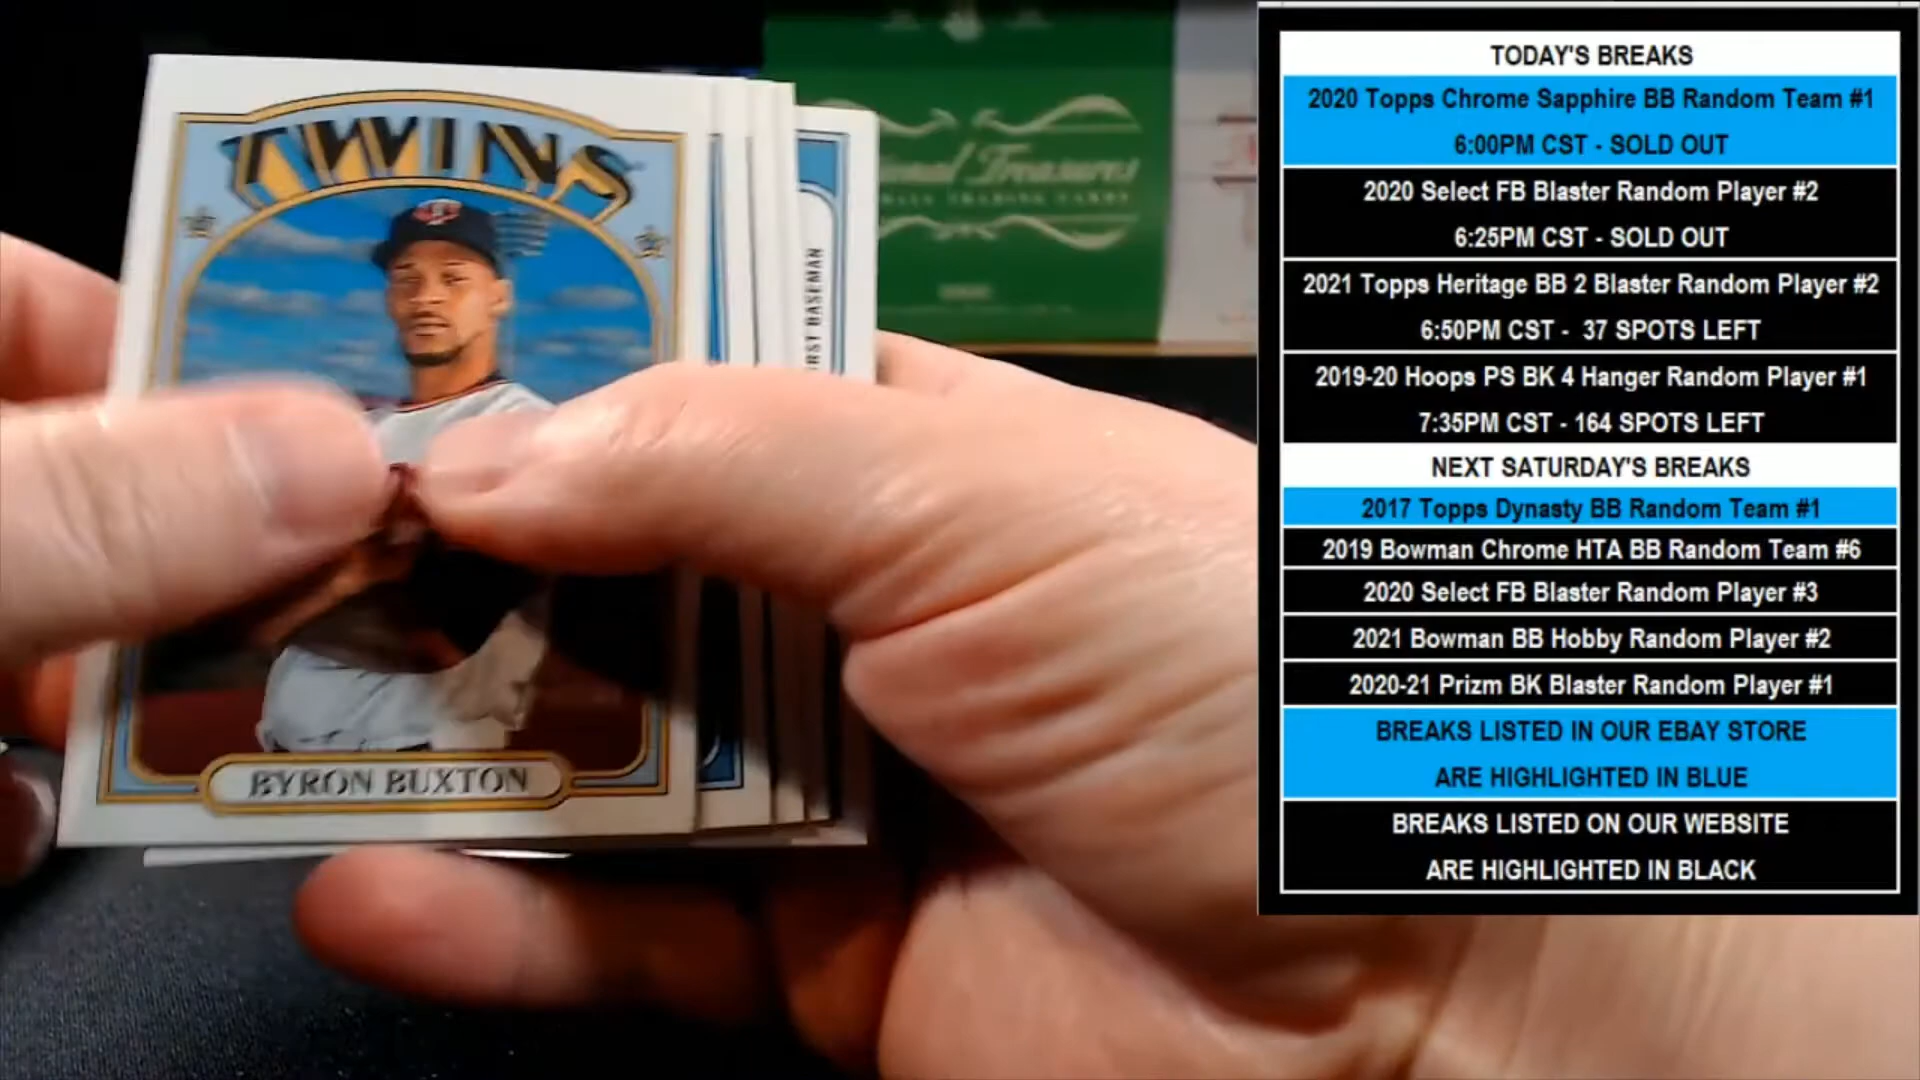 TWINS
BYRON BUXTON
RST BASEMAN
ional Treasures
TRADING CARDS
TODAY'S BREAKS
2020 Topps Chrome Sapphire BB Random Team #1
6:00PM CST - SOLD OUT
2020 Select FB Blaster Random Player #2
6:25PM CST - SOLD OUT
2021 Topps Heritage BB 2 Blaster Random Player #2
6:50PM CST - 37 SPOTS LEFT
2019-20 Hoops PS BK 4 Hanger Random Player #1
7:35PM CST - 164 SPOTS LEFT
NEXT SATURDAY'S BREAKS
2017 Topps Dynasty BB Random Team #1
2019 Bowman Chrome HTA BB Random Team #6
2020 Select FB Blaster Random Player #3
2021 Bowman BB Hobby Random Player #2
2020-21 Prizm BK Blaster Random Player #1
BREAKS LISTED IN OUR EBAY STORE
ARE HIGHLIGHTED IN BLUE
BREAKS LISTED ON OUR WEBSITE
ARE HIGHLIGHTED IN BLACK